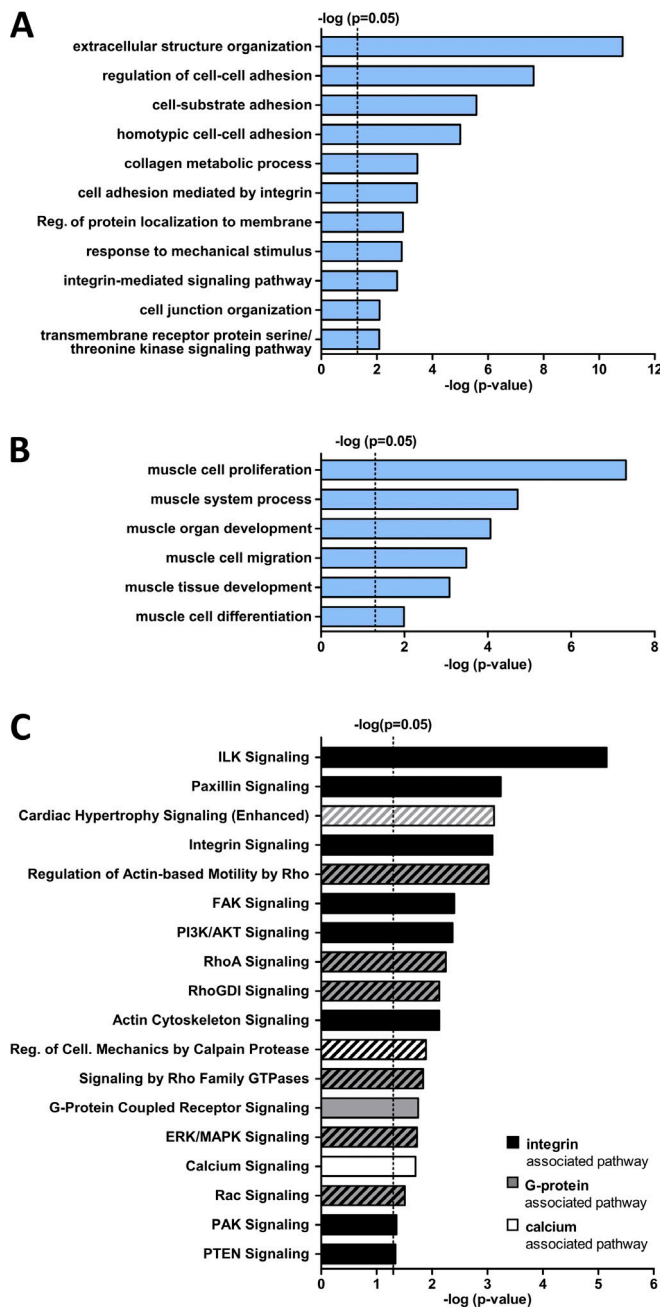 A
-log (p=0.05)
extracellular structure organization
regulation of cell-cell adhesion
cell-substrate adhesion
homotypic cell-cell adhesion
collagen metabolic process
cell adhesion mediated by integrin
Reg. of protein localization to membrane
response to mechanical stimulus
integrin-mediated signaling pathway
cell junction organization
transmembrane receptor protein serine/
threonine kinase signaling pathway
0 2 4 6 8 10 12
-log (p-value)
B
-log (p=0.05)
muscle cell proliferation
muscle system process
muscle organ development
muscle cell migration
muscle tissue development
muscle cell differentiation
0 2 4 6 8
-log (p-value)
C
-log(p=0.05)
ILK Signaling
Paxillin Signaling
Cardiac Hypertrophy Signaling (Enhanced)
Integrin Signaling
Regulation of Actin-based Motility by Rho
FAK Signaling
PI3K/AKT Signaling
RhoA Signaling
RhoGDI Signaling
Actin Cytoskeleton Signaling
Reg. of Cell. Mechanics by Calpain Protease
Signaling by Rho Family GTPases
G-Protein Coupled Receptor Signaling
ERK/MAPK Signaling
Calcium Signaling
Rac Signaling
PAK Signaling
PTEN Signaling
integrin
associated pathway
G-protein
associated pathway
calcium
associated pathway
0 1 2 3 4 5 6
-log (p-value)